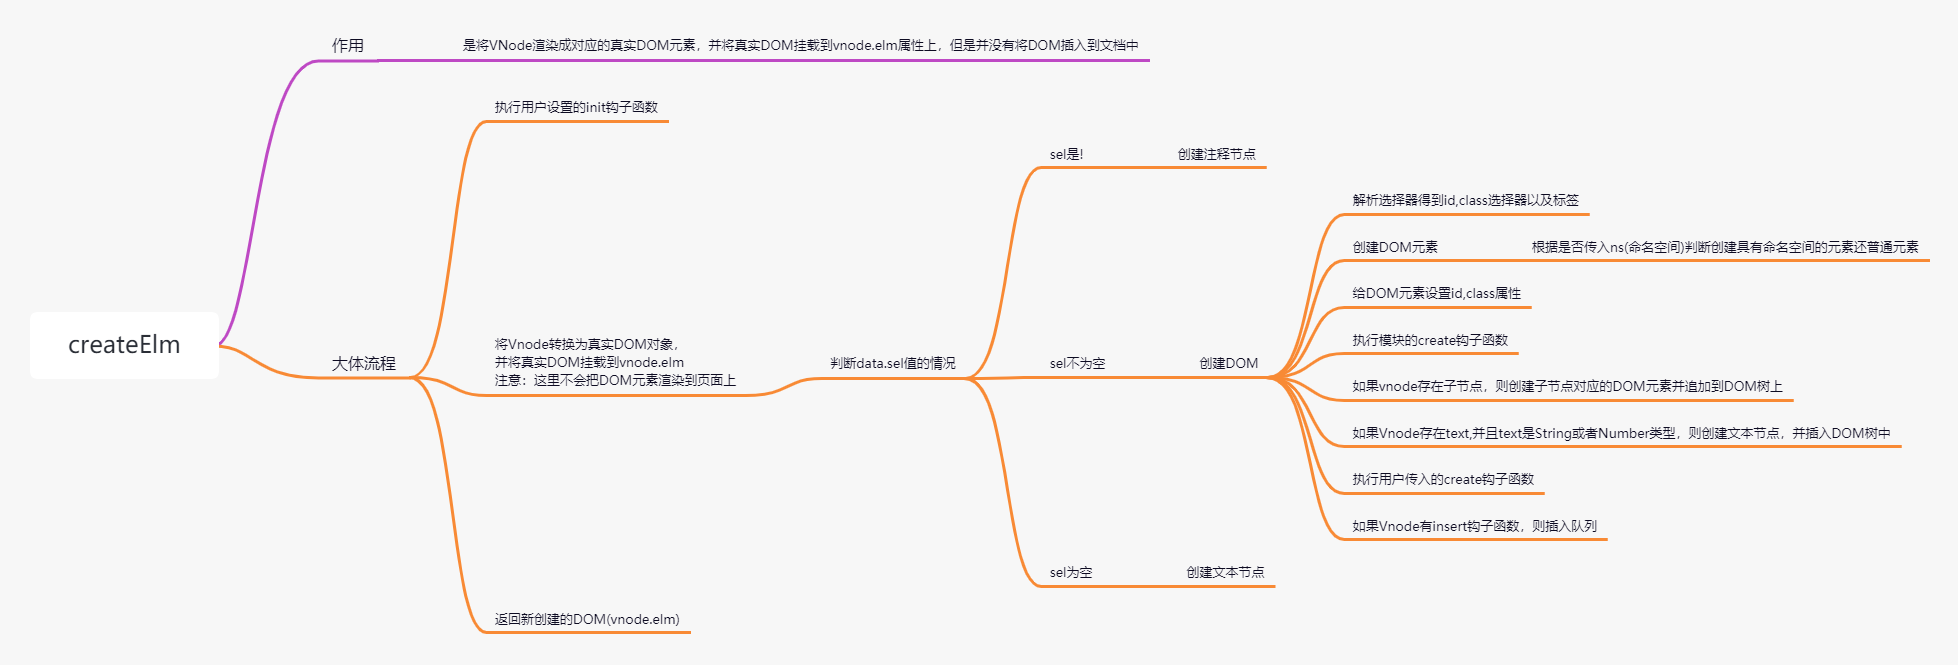 createElm
作用
是将VNode渲染成对应的真实DOM元素，并将真实DOM挂载到vnode.elm属性上，但是并没有将DOM插入到文档中
大体流程
执行用户设置的init钩子函数
将Vnode转换为真实DOM对象，
并将真实DOM挂载到vnode.elm
注意：这里不会把DOM元素渲染到页面上
判断data.sel值的情况
sel是!
创建注释节点
sel不为空
创建DOM
解析选择器得到id,class选择器以及标签
创建DOM元素
根据是否传入ns(命名空间)判断创建具有命名空间的元素还普通元素
给DOM元素设置id,class属性
执行模块的create钩子函数
如果vnode存在子节点，则创建子节点对应的DOM元素并追加到DOM树上
如果Vnode存在text,并且text是String或者Number类型，则创建文本节点，并插入DOM树中
执行用户传入的create钩子函数
如果Vnode有insert钩子函数，则插入队列
sel为空
创建文本节点
返回新创建的DOM(vnode.elm)